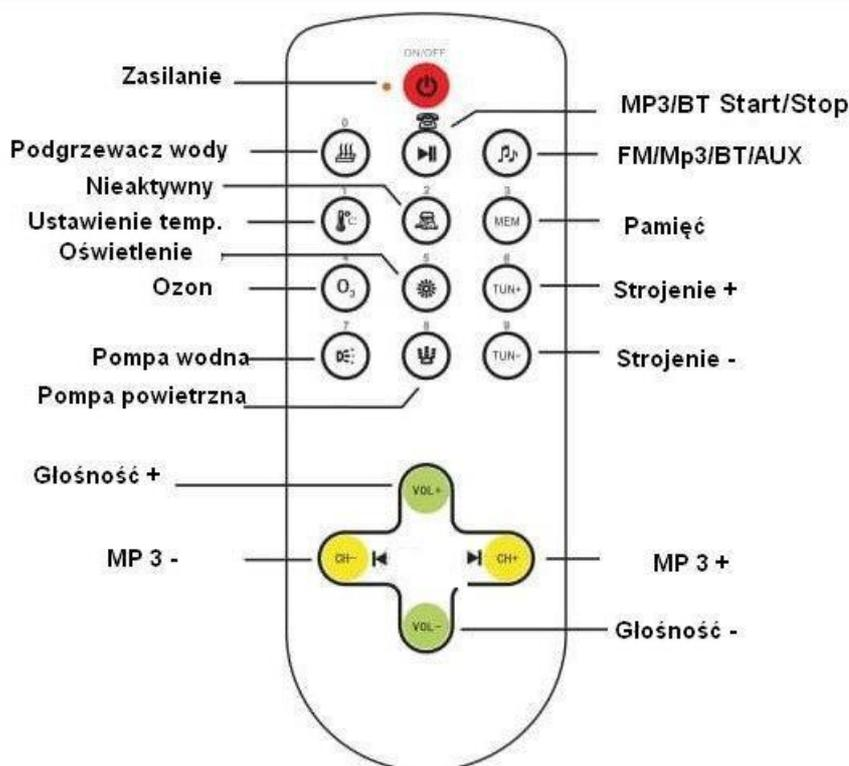 ON/OFF
Zasilanie
MP3/BT Start/Stop
0
Podgrzewacz wody
FM/Mp3/BT/AUX
Nieaktywny
1 2 3
Ustawienie temp.
°C
MEM
Pamięć
Oświetlenie
4 5 6
Ozon
O3
TUN+
Strojenie +
7 8 9
Pompa wodna
TUN-
Strojenie -
Pompa powietrzna
Głośność +
VOL+
MP 3 -
CH-
CH+
MP 3 +
VOL-
Głośność -